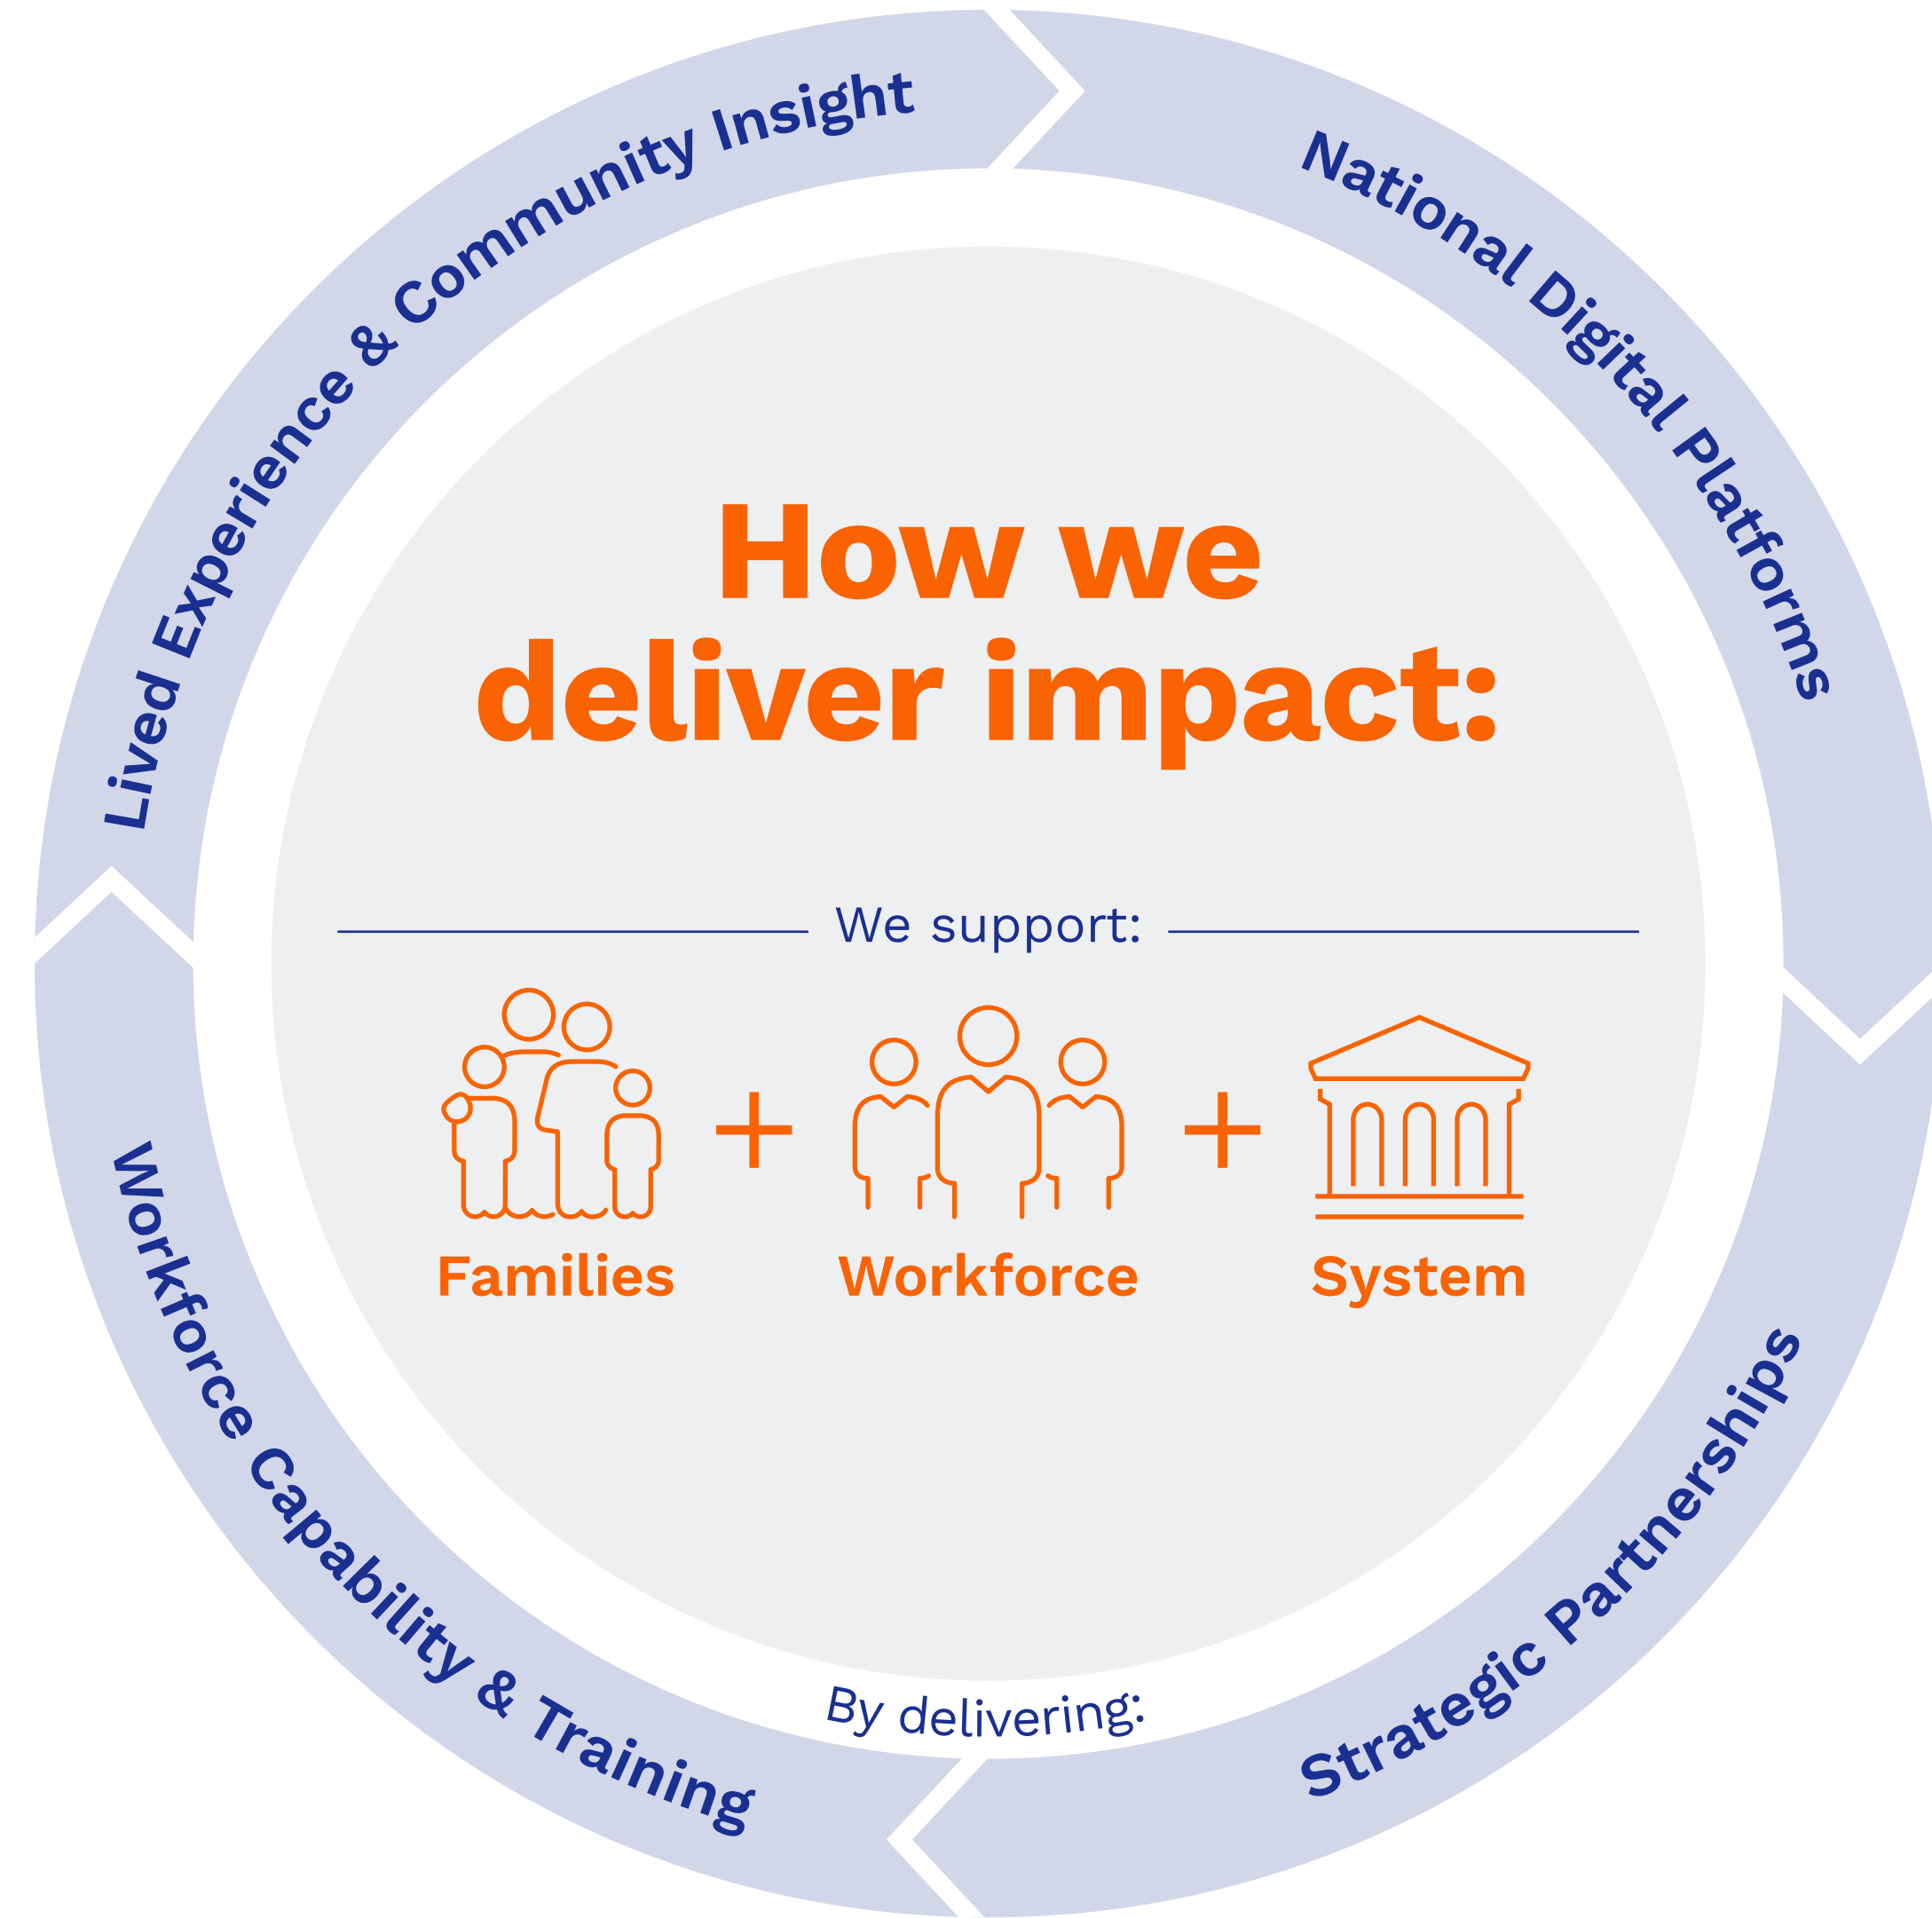 How we
deliver impact:
We support:
Families + Workforce + System
By delivering:
Lived Experience & Community Insight
National Digital Platforms
Strategic Partnerships
Workforce Capability & Training